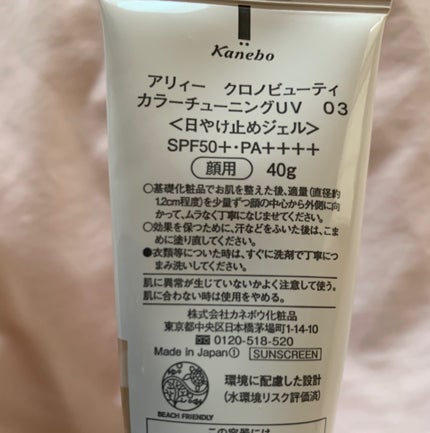 Kanebo
アリィー クロノビューティ
カラーチューニングUV 03
<日やけ止めジェル>
SPF50+・PA++++
顔用 40g
○基礎化粧品でお肌を整えた後、適量（直径約
1.2cm程度）を少量ずつ顔の中心から外側に向
かって、ムラなく丁寧になじませてください。
○効果を保つために、汗などをふいた後は、こま
めに塗り直してください。
●衣類等についた時は、すぐに洗剤で丁寧につ
まみ洗いしてください。
肌に異常が生じていないかよく注意して使う。
肌に合わない時は使用をやめる。
株式会社カネボウ化粧品
東京都中央区日本橋茅場町1-14-10
0120-518-520
Made in Japan① SUNSCREEN
環境に配慮した設計
（水環境リスク評価済）
BEACH FRIENDLY
この容器には